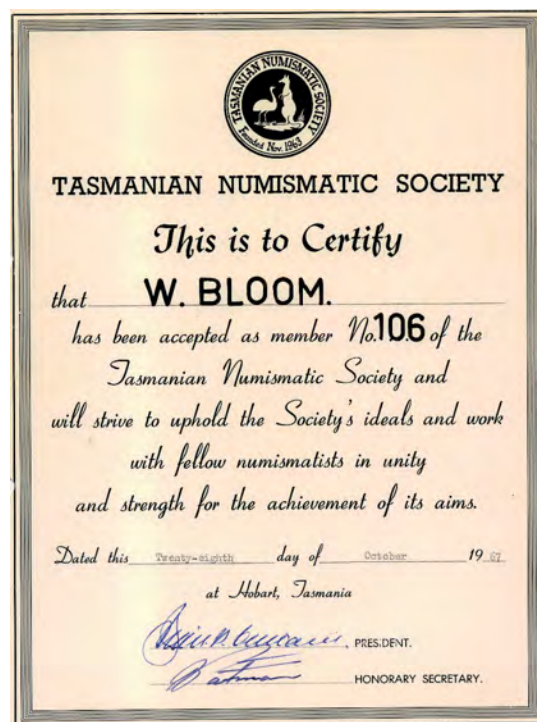 TASMANIAN NUMISMATIC SOCIETY
Founded Nov. 1963
TASMANIAN NUMISMATIC SOCIETY
This is to Certify
that W. BLOOM.
has been accepted as member No. 106 of the
Tasmanian Numismatic Society and
will strive to uphold the Society's ideals and work
with fellow numismatists in unity
and strength for the achievement of its aims.
Dated this Twenty-eighth day of October 19 67
at Hobart, Tasmania
PRESIDENT.
HONORARY SECRETARY.